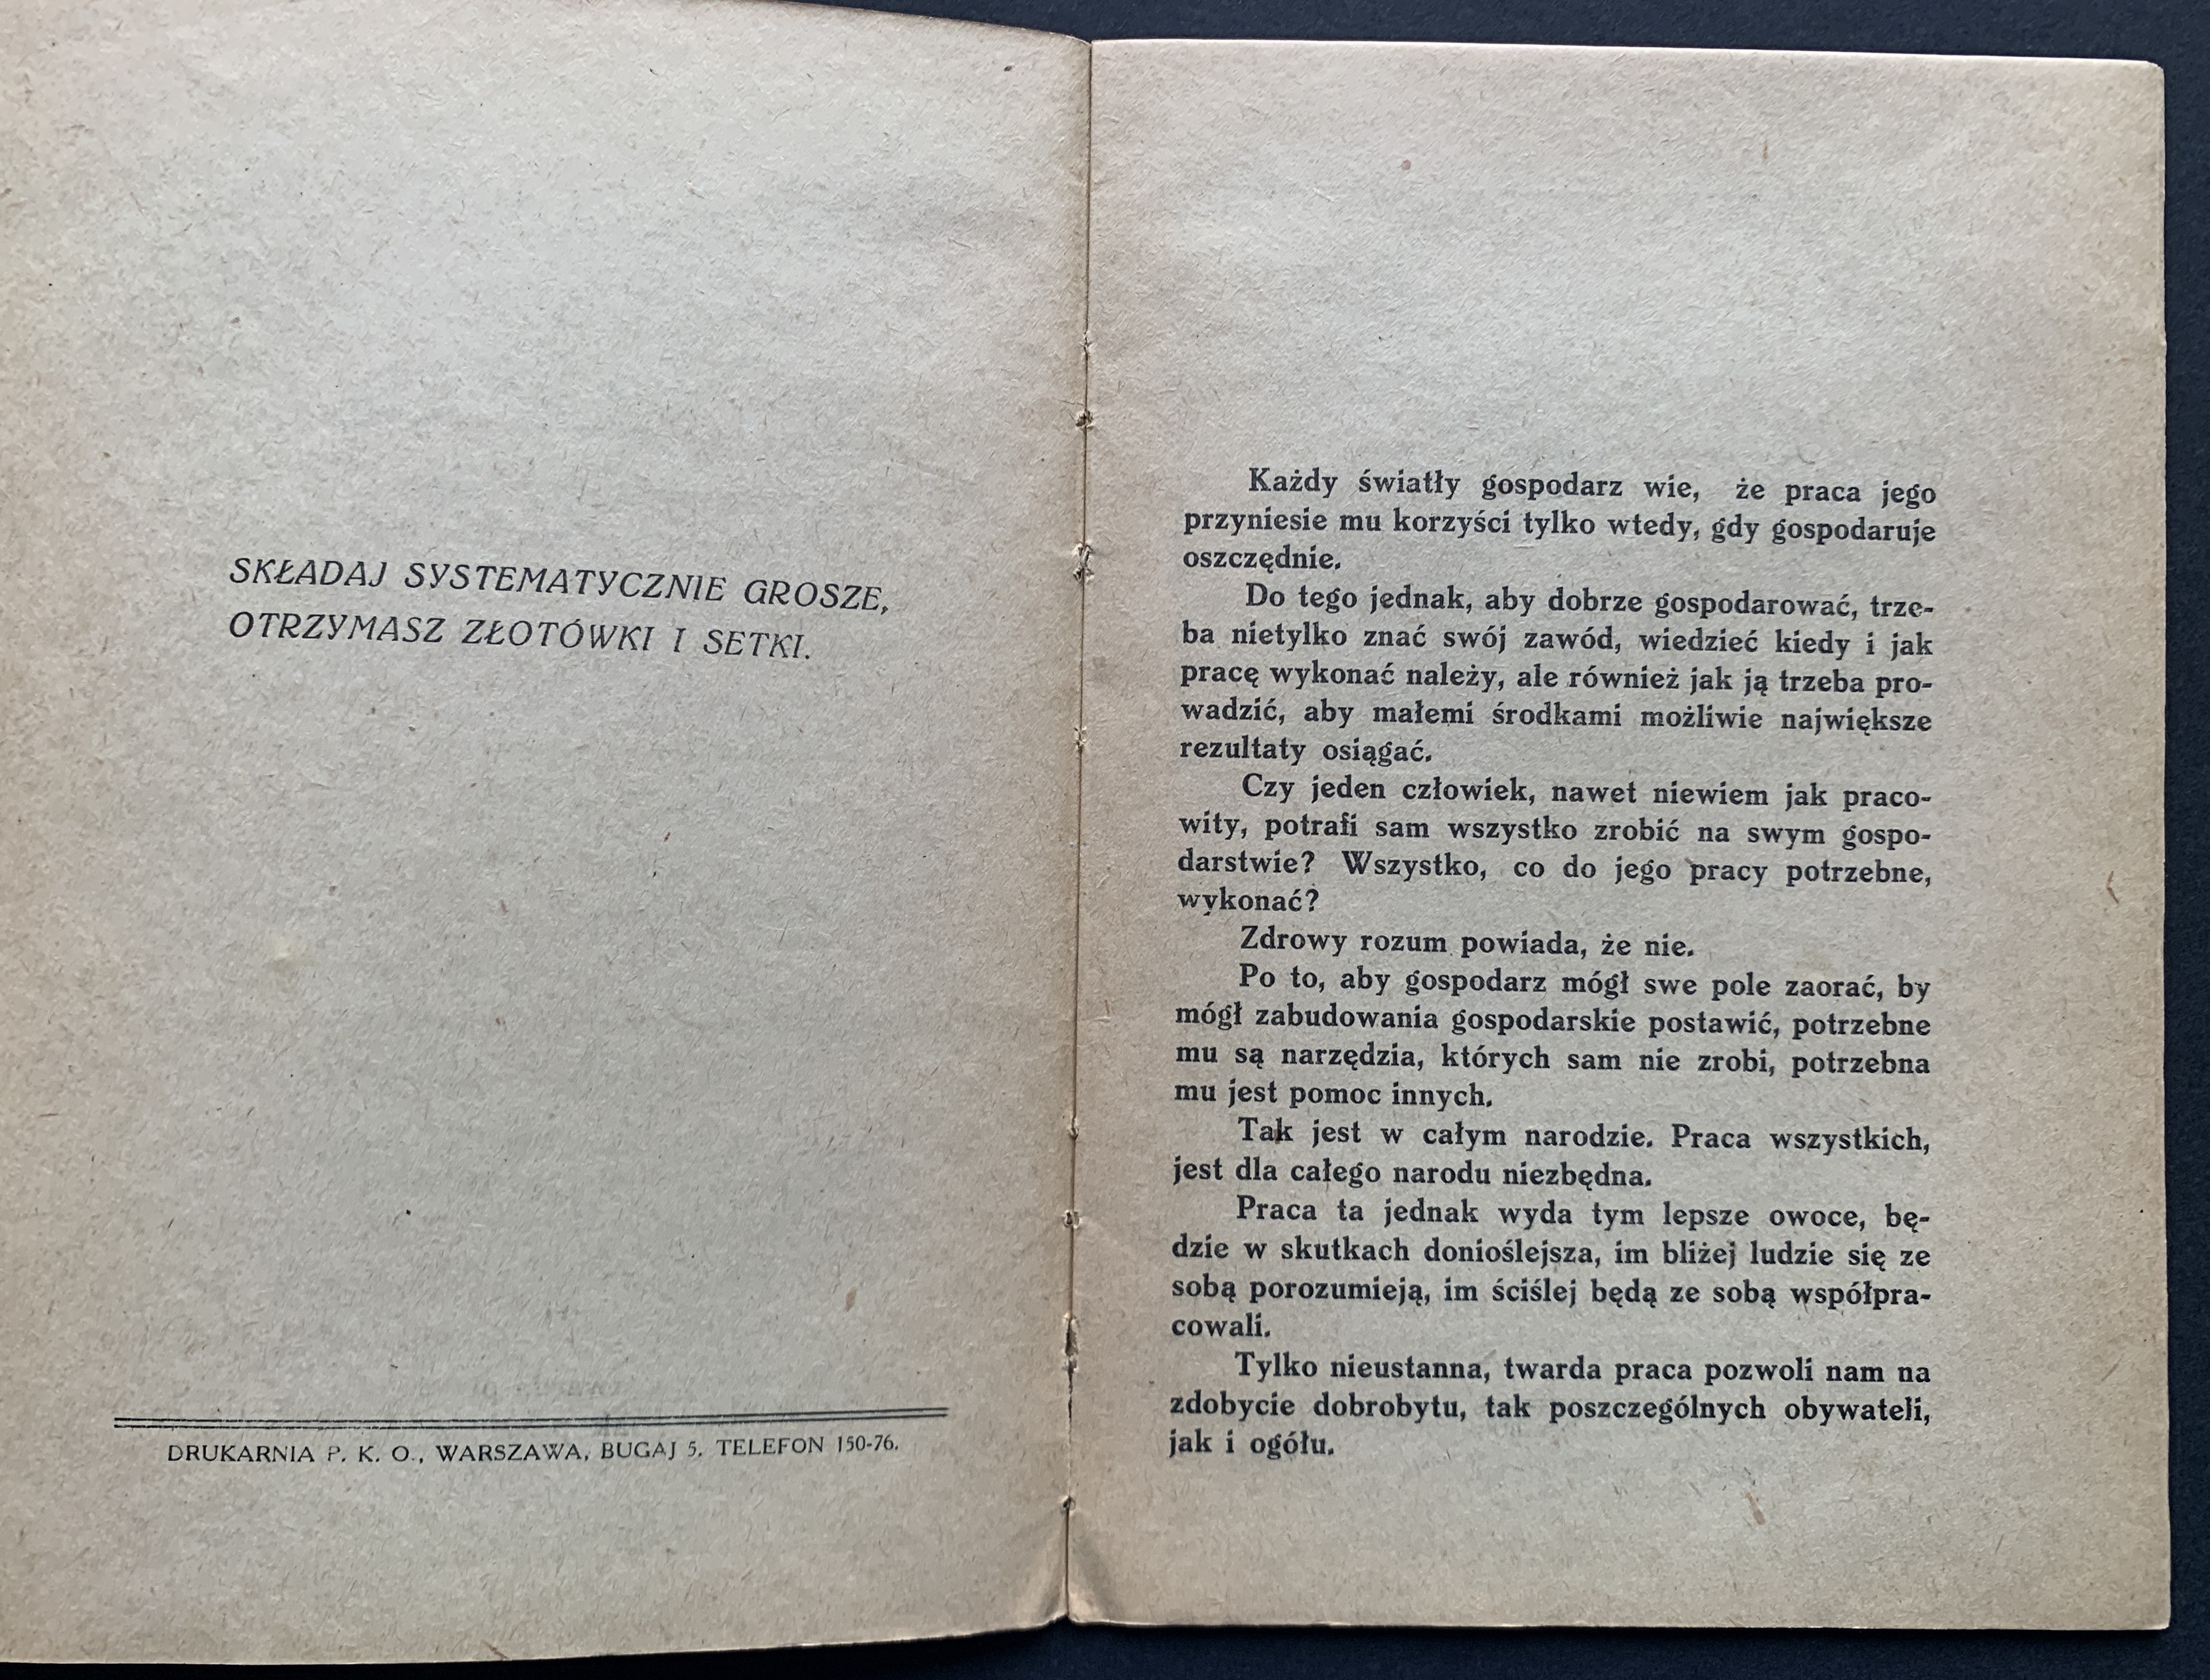 SKŁADAJ SYSTEMATYCZNIE GROSZE,
OTRZYMASZ ZŁOTÓWKI I SETKI.
DRUKARNIA P. K. O., WARSZAWA, BUGAJ 5. TELEFON 150-76.
Każdy światły gospodarz wie, że praca jego
przyniesie mu korzyści tylko wtedy, gdy gospodaruje
oszczędnie.
Do tego jednak, aby dobrze gospodarować, trze-
ba nietylko znać swój zawód, wiedzieć kiedy i jak
pracę wykonać należy, ale również jak ją trzeba pro-
wadzić, aby małemi środkami możliwie największe
rezultaty osiągać.
Czy jeden człowiek, nawet niewiem jak praco-
wity, potrafi sam wszystko zrobić na swym gospo-
darstwie? Wszystko, co do jego pracy potrzebne,
wykonać?
Zdrowy rozum powiada, że nie.
Po to, aby gospodarz mógł swe pole zaorać, by
mógł zabudowania gospodarskie postawić, potrzebne
mu są narzędzia, których sam nie zrobi, potrzebna
mu jest pomoc innych.
Tak jest w całym narodzie. Praca wszystkich,
jest dla całego narodu niezbędna.
Praca ta jednak wyda tym lepsze owoce, bę-
dzie w skutkach donioślejsza, im bliżej ludzie się ze
sobą porozumieją, im ściślej będą ze sobą współpra-
cowali.
Tylko nieustanna, twarda praca pozwoli nam na
zdobycie dobrobytu, tak poszczególnych obywateli,
jak i ogółu.